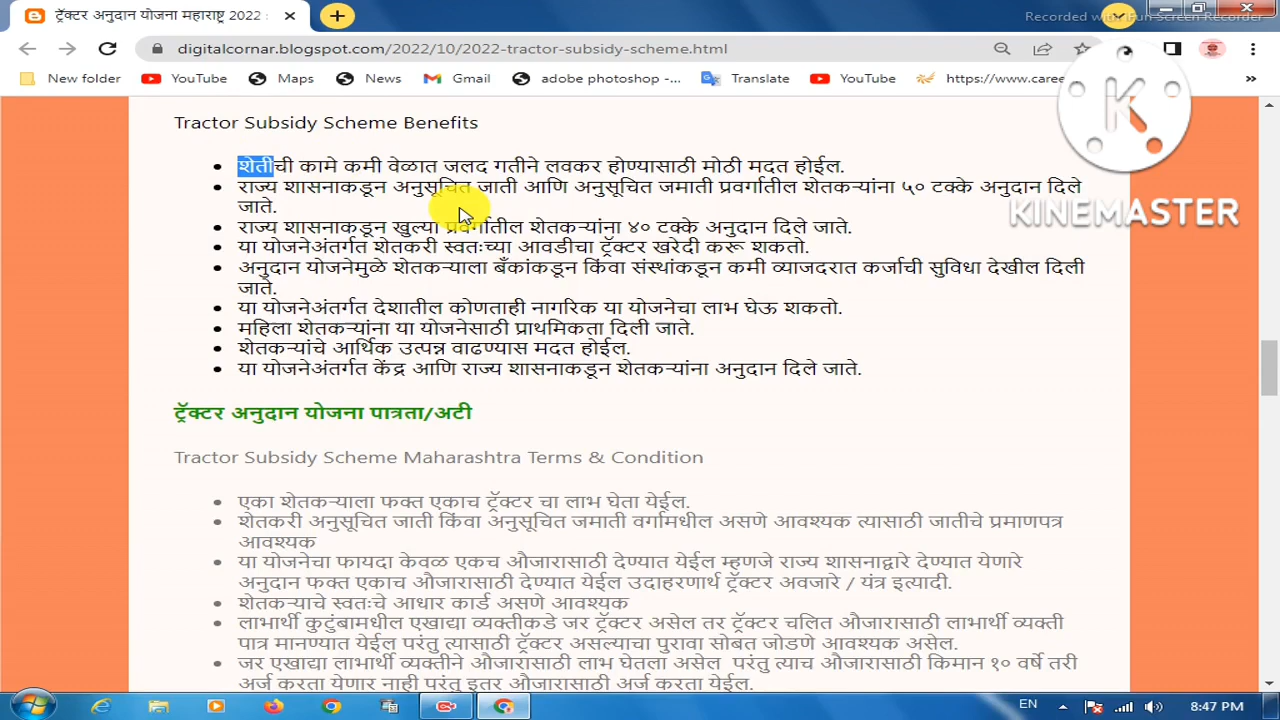 ट्रॅक्टर अनुदान योजना महाराष्ट्र 2022
Recorded with iFun Screen Recorder
digitalcornar.blogspot.com/2022/10/2022-tractor-subsidy-scheme.html
New folder YouTube Maps News Gmail adobe photoshop -... Translate YouTube https://www.caree
KINEMASTER
Tractor Subsidy Scheme Benefits
शेतीची कामे कमी वेळात जलद गतीने लवकर होण्यासाठी मोठी मदत होईल.
राज्य शासनाकडून अनुसूचित जाती आणि अनुसूचित जमाती प्रवर्गातील शेतकऱ्यांना ५० टक्के अनुदान दिले
जाते.
राज्य शासनाकडून खुल्या प्रवर्गातील शेतकऱ्यांना ४० टक्के अनुदान दिले जाते.
या योजनेअंतर्गत शेतकरी स्वतःच्या आवडीचा ट्रॅक्टर खरेदी करू शकतो.
अनुदान योजनेमुळे शेतकऱ्याला बँकांकडून किंवा संस्थांकडून कमी व्याजदरात कर्जाची सुविधा देखील दिली
जाते.
या योजनेअंतर्गत देशातील कोणताही नागरिक या योजनेचा लाभ घेऊ शकतो.
महिला शेतकऱ्यांना या योजनेसाठी प्राथमिकता दिली जाते.
शेतकऱ्यांचे आर्थिक उत्पन्न वाढण्यास मदत होईल.
या योजनेअंतर्गत केंद्र आणि राज्य शासनाकडून शेतकऱ्यांना अनुदान दिले जाते.
ट्रॅक्टर अनुदान योजना पात्रता/अटी
Tractor Subsidy Scheme Maharashtra Terms & Condition
एका शेतकऱ्याला फक्त एकाच ट्रॅक्टर चा लाभ घेता येईल.
शेतकरी अनुसूचित जाती किंवा अनुसूचित जमाती वर्गामधील असणे आवश्यक त्यासाठी जातीचे प्रमाणपत्र
आवश्यक
या योजनेचा फायदा केवळ एकच औजारासाठी देण्यात येईल म्हणजे राज्य शासनाद्वारे देण्यात येणारे
अनुदान फक्त एकाच औजारासाठी देण्यात येईल उदाहरणार्थ ट्रॅक्टर अवजारे / यंत्र इत्यादी.
शेतकऱ्याचे स्वतःचे आधार कार्ड असणे आवश्यक
लाभार्थी कुटुंबामधील एखाद्या व्यक्तीकडे जर ट्रॅक्टर असेल तर ट्रॅक्टर चलित औजारासाठी लाभार्थी व्यक्ती
पात्र मानण्यात येईल परंतु त्यासाठी ट्रॅक्टर असल्याचा पुरावा सोबत जोडणे आवश्यक असेल.
जर एखाद्या लाभार्थी व्यक्तीने औजारासाठी लाभ घेतला असेल परंतु त्याच औजारासाठी किमान १० वर्षे तरी
अर्ज करता येणार नाही परंतु इतर औजारासाठी अर्ज करता येईल.
EN 8:47 PM